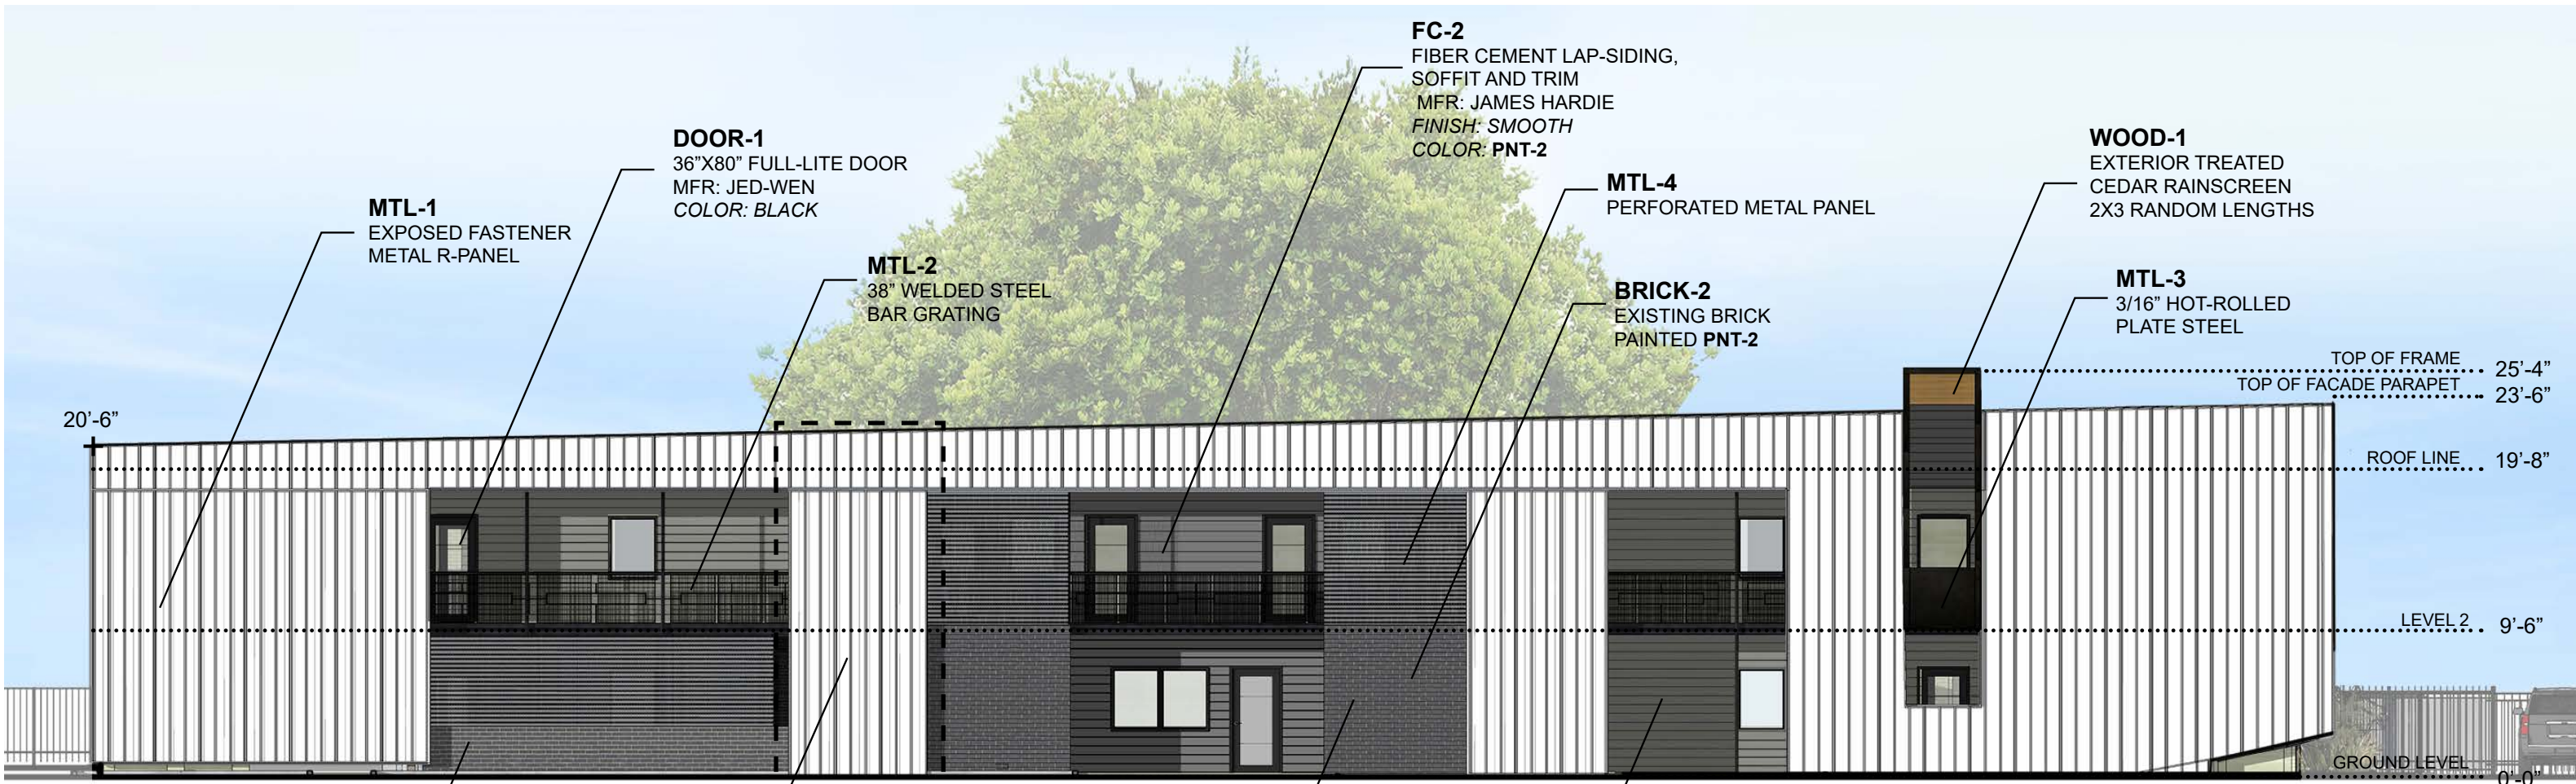 FC-2
FIBER CEMENT LAP-SIDING,
SOFFIT AND TRIM
MFR: JAMES HARDIE
FINISH: SMOOTH
COLOR: PNT-2
DOOR-1
36”X80” FULL-LITE DOOR
MFR: JED-WEN
COLOR: BLACK
WOOD-1
EXTERIOR TREATED
CEDAR RAINSCREEN
2X3 RANDOM LENGTHS
MTL-4
PERFORATED METAL PANEL
MTL-1
EXPOSED FASTENER
METAL R-PANEL
MTL-2
38” WELDED STEEL
BAR GRATING
BRICK-2
EXISTING BRICK
PAINTED PNT-2
MTL-3
3/16” HOT-ROLLED
PLATE STEEL
TOP OF FRAME 25’-4”
TOP OF FACADE PARAPET 23’-6”
20’-6”
ROOF LINE 19’-8”
LEVEL 2 9’-6”
GROUND LEVEL 0’-0”